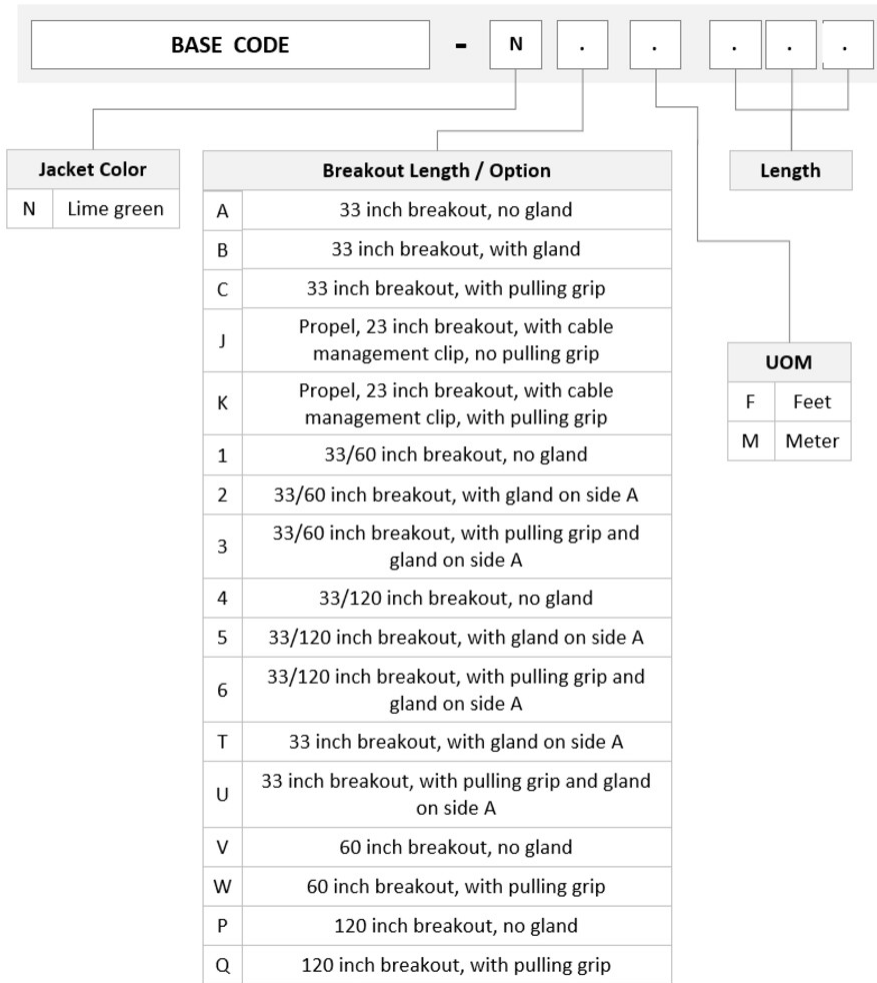 BASE CODE - N . . . . .
Jacket Color
N Lime green
Breakout Length / Option
A 33 inch breakout, no gland
B 33 inch breakout, with gland
C 33 inch breakout, with pulling grip
J Propel, 23 inch breakout, with cable
management clip, no pulling grip
K Propel, 23 inch breakout, with cable
management clip, with pulling grip
1 33/60 inch breakout, no gland
2 33/60 inch breakout, with gland on side A
3 33/60 inch breakout, with pulling grip and
gland on side A
4 33/120 inch breakout, no gland
5 33/120 inch breakout, with gland on side A
6 33/120 inch breakout, with pulling grip and
gland on side A
T 33 inch breakout, with gland on side A
U 33 inch breakout, with pulling grip and gland
on side A
V 60 inch breakout, no gland
W 60 inch breakout, with pulling grip
P 120 inch breakout, no gland
Q 120 inch breakout, with pulling grip
Length
UOM
F Feet
M Meter